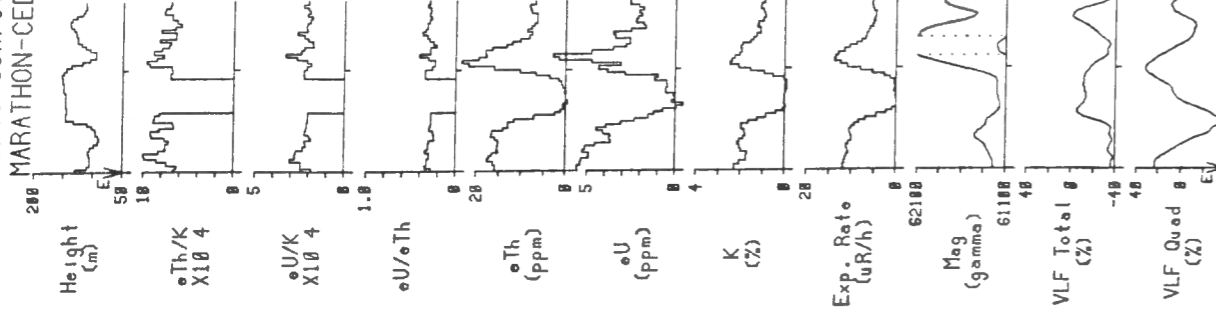 MARATHON-CED
Height
(m)
200
50
E
eTh/K
X10 4
10
0
eU/K
X10 4
5
0
eU/eTh
1.0
0
eTh
(ppm)
20
0
eU
(ppm)
5
0
K
(%)
4
0
Exp. Rate
(uR/h)
20
0
Mag
(gamma)
62100
61100
VLF Total
(%)
40
0
-40
VLF Quad
(%)
40
0
E